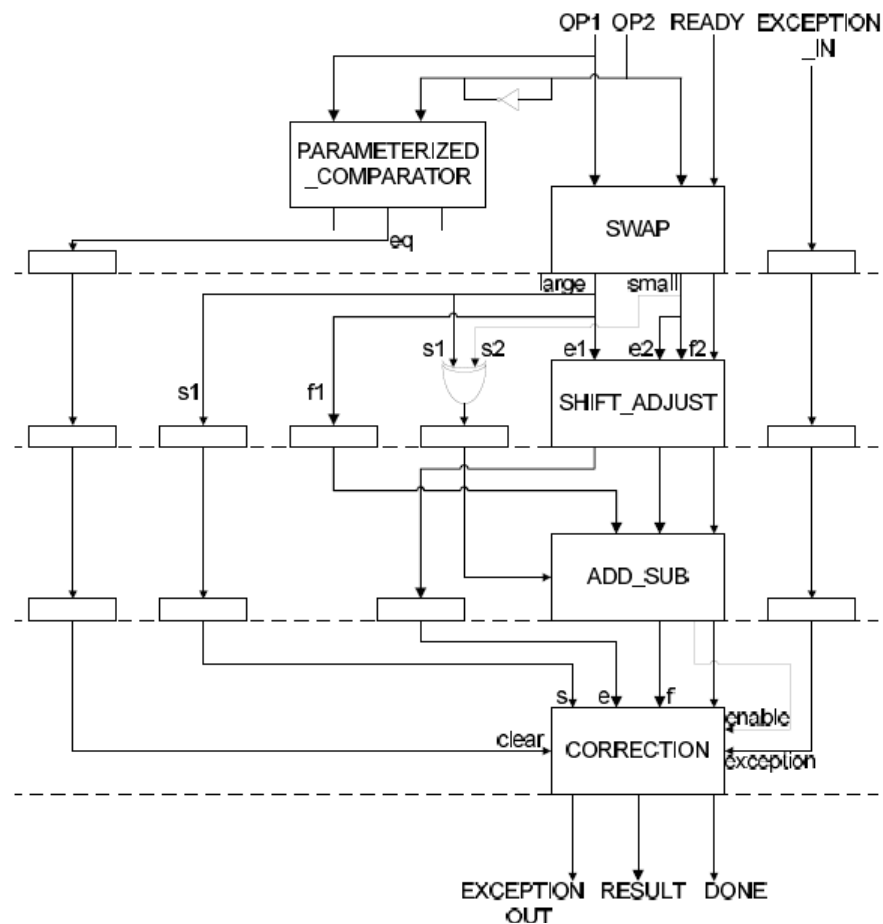 OP1 OP2 READY EXCEPTION
_IN
PARAMETERIZED
_COMPARATOR
SWAP
eq
large small
s1 s2 e1 e2 f2
s1 f1
SHIFT_ADJUST
ADD_SUB
s e f
enable
clear
CORRECTION
exception
EXCEPTION RESULT DONE
OUT